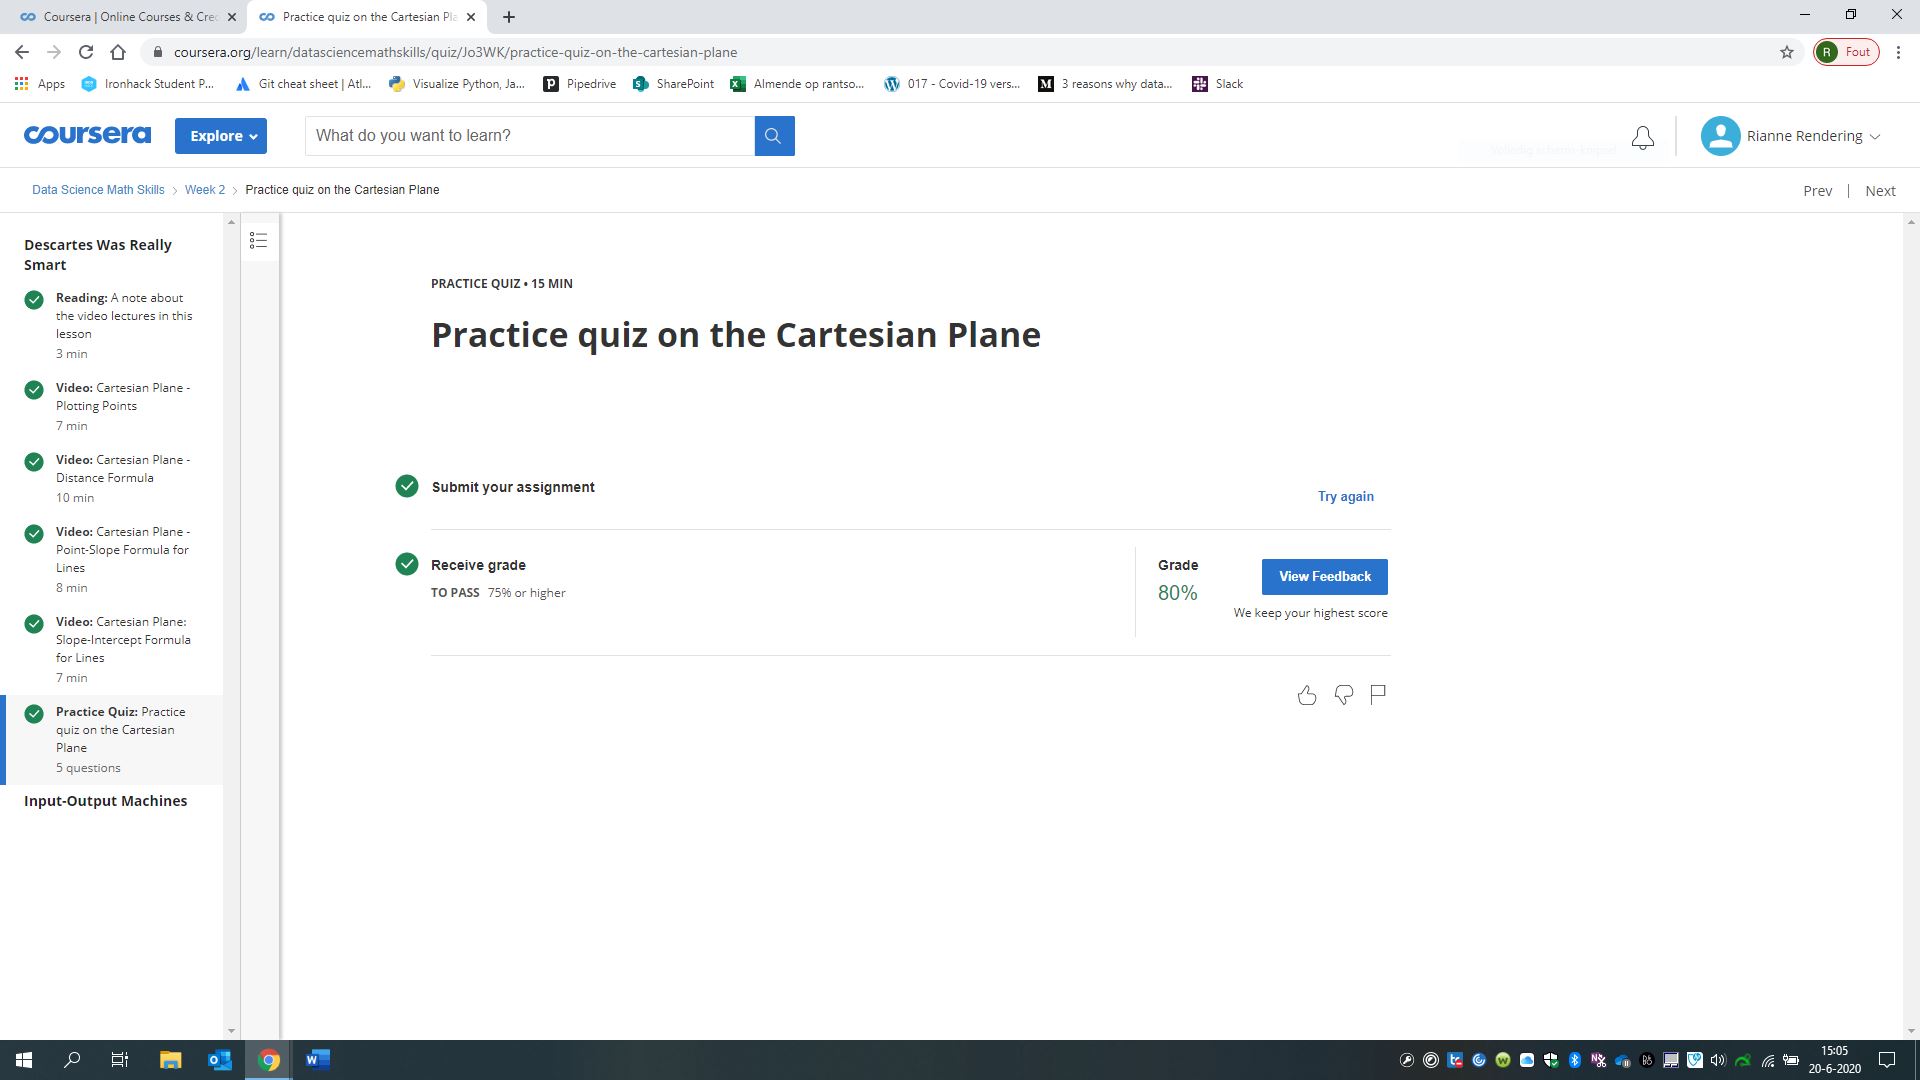 Coursera | Online Courses & Cre
Practice quiz on the Cartesian Pla
coursera.org/learn/datasciencemathskills/quiz/Jo3WK/practice-quiz-on-the-cartesian-plane
R Fout
Apps
Ironhack Student P...
Git cheat sheet | Atl...
Visualize Python, Ja...
Pipedrive
SharePoint
Almende op rantso...
017 - Covid-19 vers...
3 reasons why data...
Slack
coursera
Explore
What do you want to learn?
Rianne Rendering
Data Science Math Skills
Week 2
Practice quiz on the Cartesian Plane
Prev | Next
Descartes Was Really
Smart
Reading: A note about
the video lectures in this
lesson
3 min
Video: Cartesian Plane -
Plotting Points
7 min
Video: Cartesian Plane -
Distance Formula
10 min
Video: Cartesian Plane -
Point-Slope Formula for
Lines
8 min
Video: Cartesian Plane:
Slope-Intercept Formula
for Lines
7 min
Practice Quiz: Practice
quiz on the Cartesian
Plane
5 questions
Input-Output Machines
PRACTICE QUIZ • 15 MIN
Practice quiz on the Cartesian Plane
Submit your assignment
Try again
Receive grade
TO PASS 75% or higher
Grade
80%
View Feedback
We keep your highest score
15:05
20-6-2020